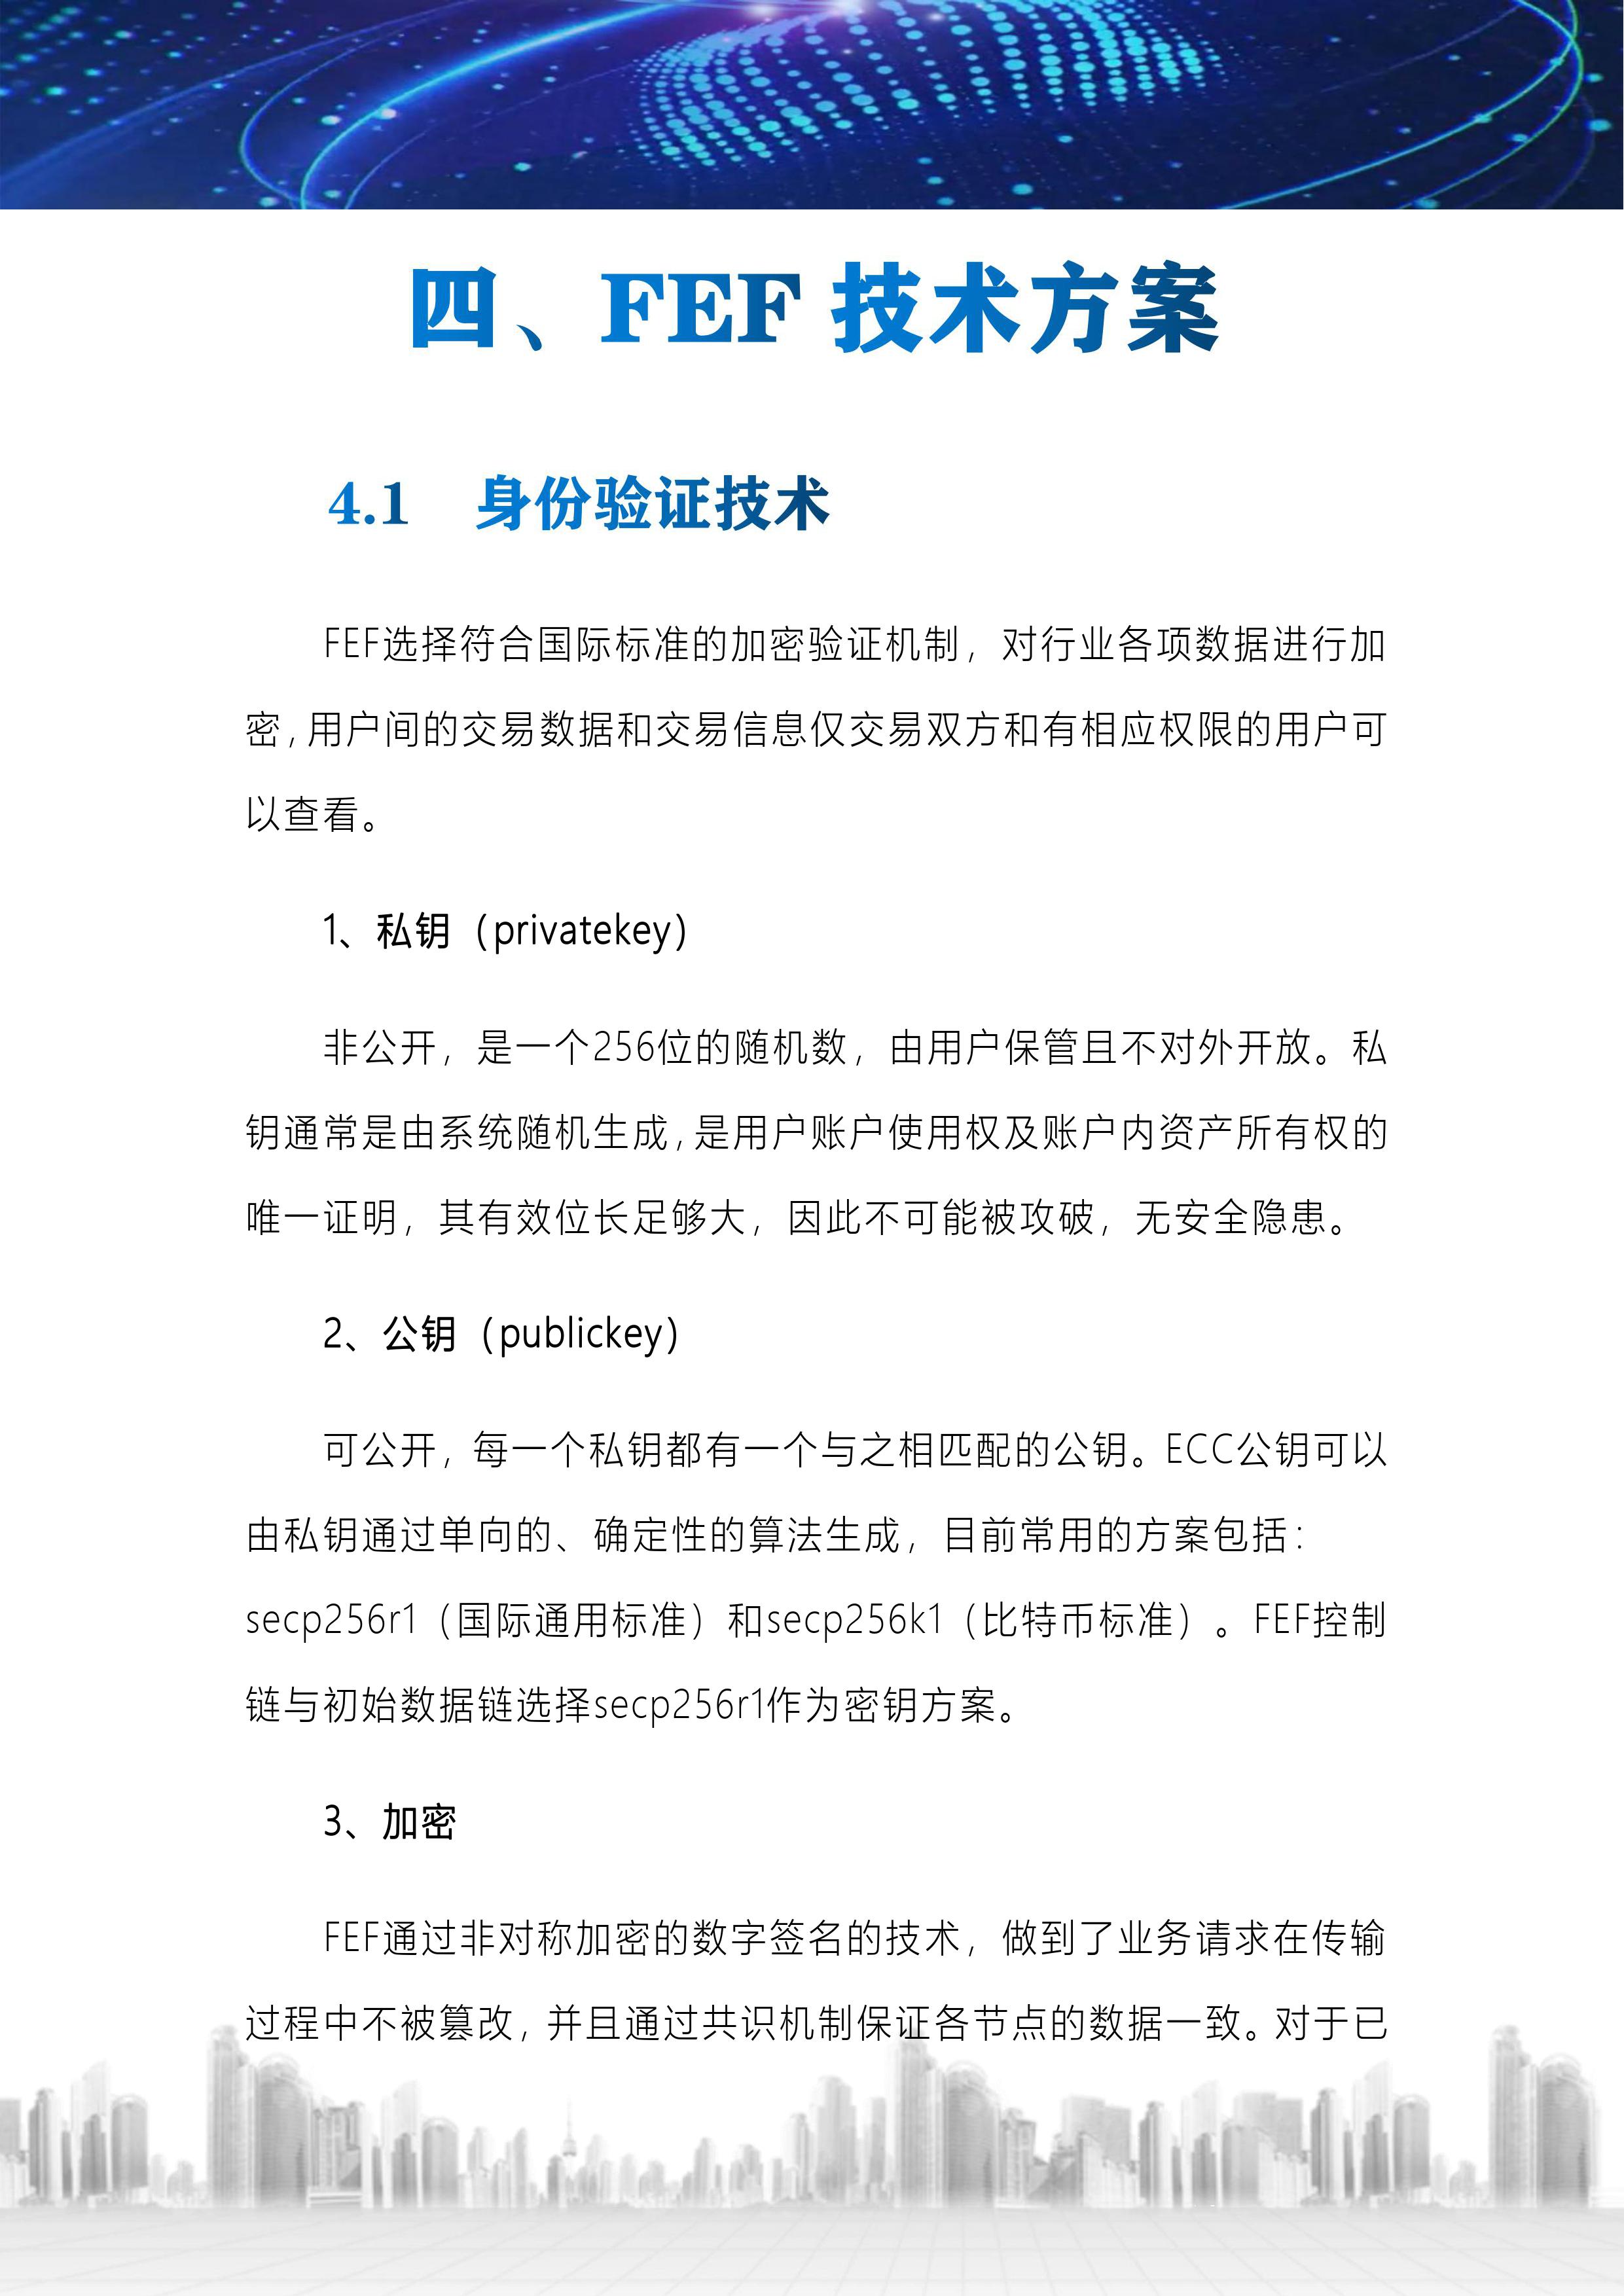 四、FEF 技术方案
4.1 身份验证技术
FEF选择符合国际标准的加密验证机制，对行业各项数据进行加
密，用户间的交易数据和交易信息仅交易双方和有相应权限的用户可
以查看。
1、私钥（privatekey）
非公开，是一个256位的随机数，由用户保管且不对外开放。私
钥通常是由系统随机生成，是用户账户使用权及账户内资产所有权的
唯一证明，其有效位长足够大，因此不可能被攻破，无安全隐患。
2、公钥（publickey）
可公开，每一个私钥都有一个与之相匹配的公钥。ECC公钥可以
由私钥通过单向的、确定性的算法生成，目前常用的方案包括：
secp256r1（国际通用标准）和secp256k1（比特币标准）。FEF控制
链与初始数据链选择secp256r1作为密钥方案。
3、加密
FEF通过非对称加密的数字签名的技术，做到了业务请求在传输
过程中不被篡改，并且通过共识机制保证各节点的数据一致。对于已